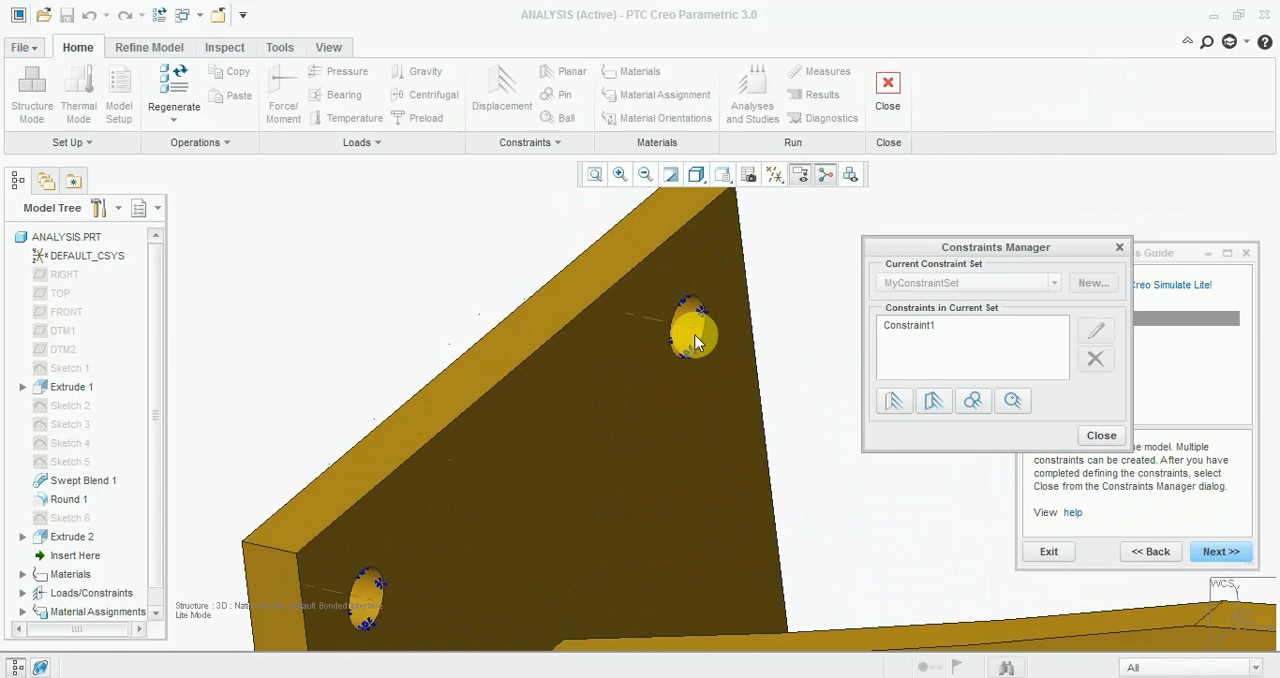 ANALYSIS (Active) - PTC Creo Parametric 3.0
File Home Refine Model Inspect Tools View
Structure Mode
Thermal Mode
Model Setup
Set Up
Regenerate
Copy
Paste
Operations
Force/ Moment
Pressure
Bearing
Temperature
Gravity
Centrifugal
Preload
Loads
Displacement
Planar
Pin
Ball
Constraints
Materials
Material Assignment
Material Orientations
Materials
Analyses and Studies
Measures
Results
Diagnostics
Run
Close
Close
Model Tree
ANALYSIS.PRT
DEFAULT_CSYS
RIGHT
TOP
FRONT
DTM1
DTM2
Sketch 1
Extrude 1
Sketch 2
Sketch 3
Sketch 4
Sketch 5
Swept Blend 1
Round 1
Sketch 6
Extrude 2
Insert Here
Materials
Loads/Constraints
Material Assignments
Constraints Manager
Current Constraint Set
MyConstraintSet
New...
Constraints in Current Set
Constraint1
Close
s Guide
Creo Simulate Lite!
he model. Multiple
constraints can be created. After you have
completed defining the constraints, select
Close from the Constraints Manager dialog.
View help
Exit << Back Next >>
Structure : 3D :
Default Bonded Interface
Lite Mode
WCS
All